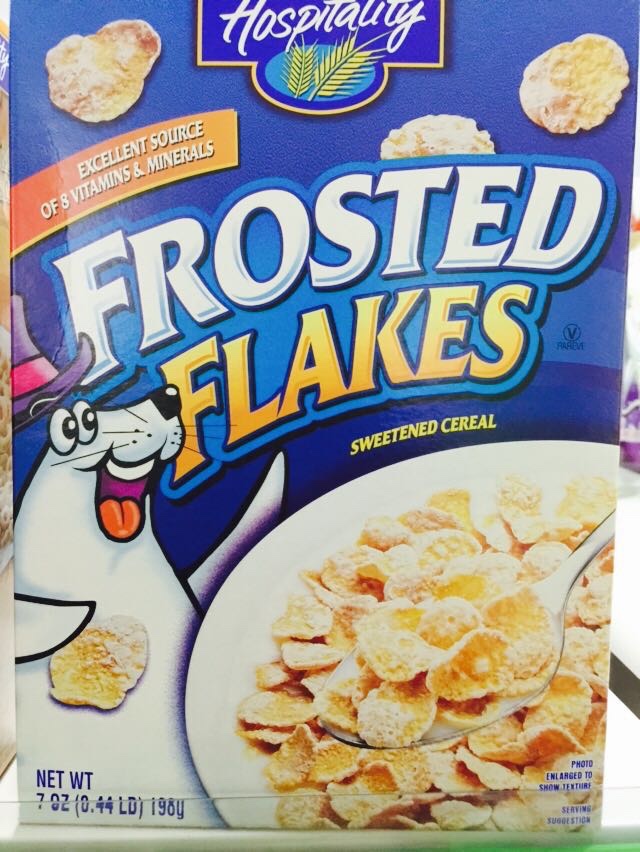 Hospitality
EXCELLENT SOURCE
OF 8 VITAMINS & MINERALS
FROSTED
FLAKES
V
PAREVE
SWEETENED CEREAL
PHOTO
ENLARGED TO
SHOW TEXTURE
SERVING
SUGGESTION
NET WT
7 OZ (0.44 LB) 198g